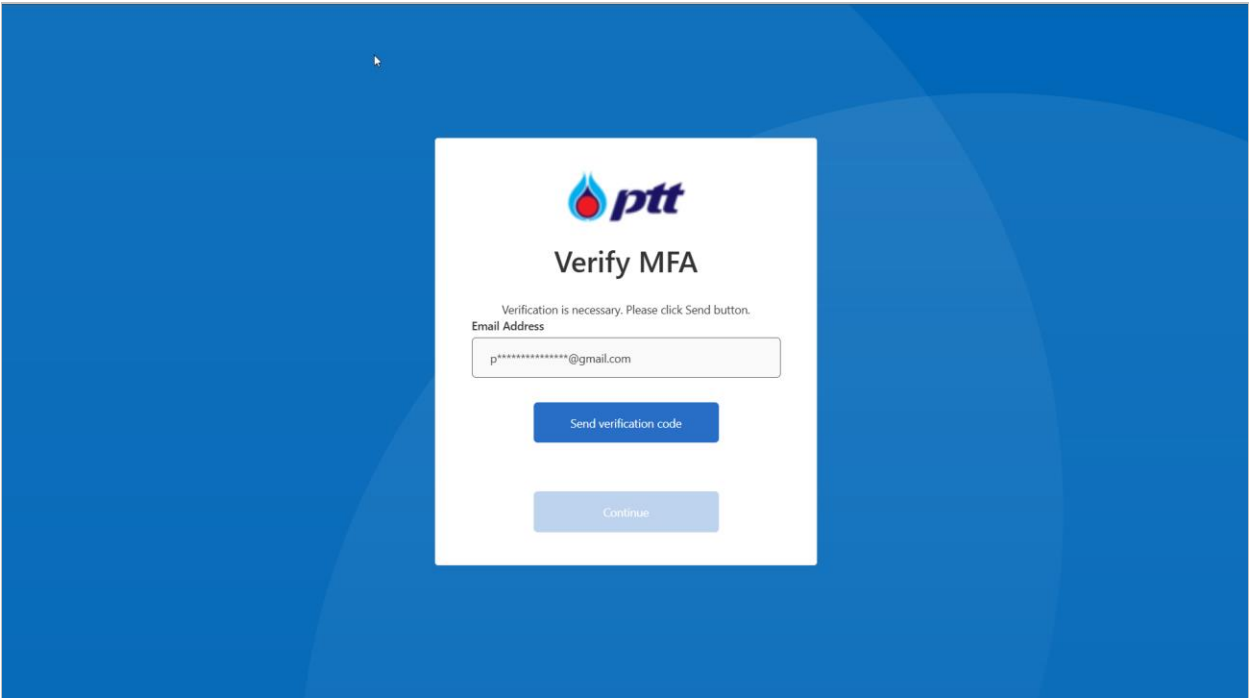 ptt
Verify MFA
Verification is necessary. Please click Send button.
Email Address
p***************@gmail.com
Send verification code
Continue